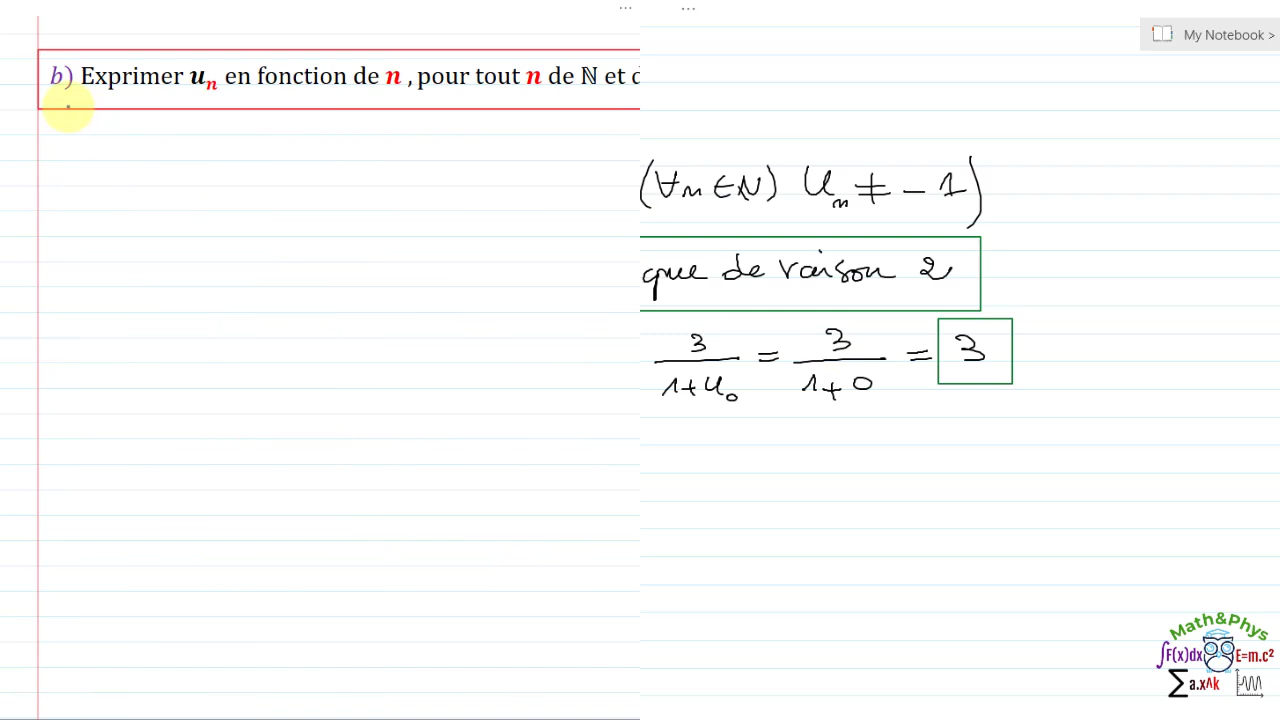 My Notebook >
b) Exprimer uₙ en fonction de n , pour tout n de ℕ et d
(∀n ∈ ℕ) Uₙ ≠ - 1)
que de raison 2
3/(1+U₀) = 3/(1+0) = 3
Math&Phys
∫F(x)dx E=m.c²
∑ a.x^k